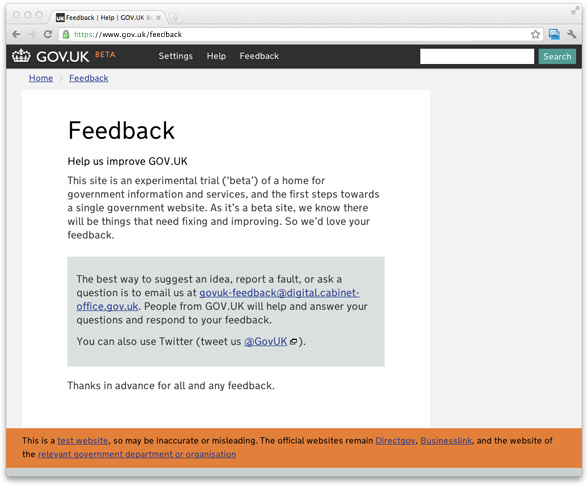 Feedback | Help | GOV.UK Be
https://www.gov.uk/feedback
GOV.UK BETA Settings Help Feedback Search
Home Feedback
Feedback
Help us improve GOV.UK
This site is an experimental trial (‘beta’) of a home for
government information and services, and the first steps towards
a single government website. As it’s a beta site, we know there
will be things that need fixing and improving. So we’d love your
feedback.
The best way to suggest an idea, report a fault, or ask a
question is to email us at govuk-feedback@digital.cabinet-
office.gov.uk. People from GOV.UK will help and answer your
questions and respond to your feedback.
You can also use Twitter (tweet us @GovUK ).
Thanks in advance for all and any feedback.
This is a test website, so may be inaccurate or misleading. The official websites remain Directgov, Businesslink, and the website of
the relevant government department or organisation